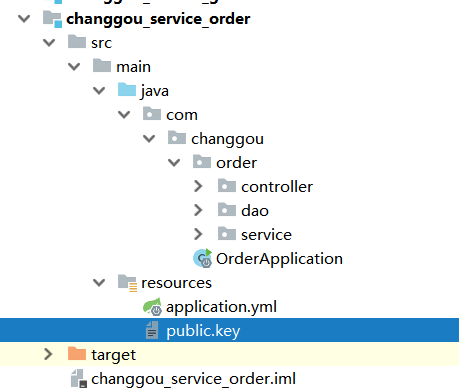 changgou_service_order
src
main
java
com
changgou
order
controller
dao
service
OrderApplication
resources
application.yml
public.key
target
changgou_service_order.iml